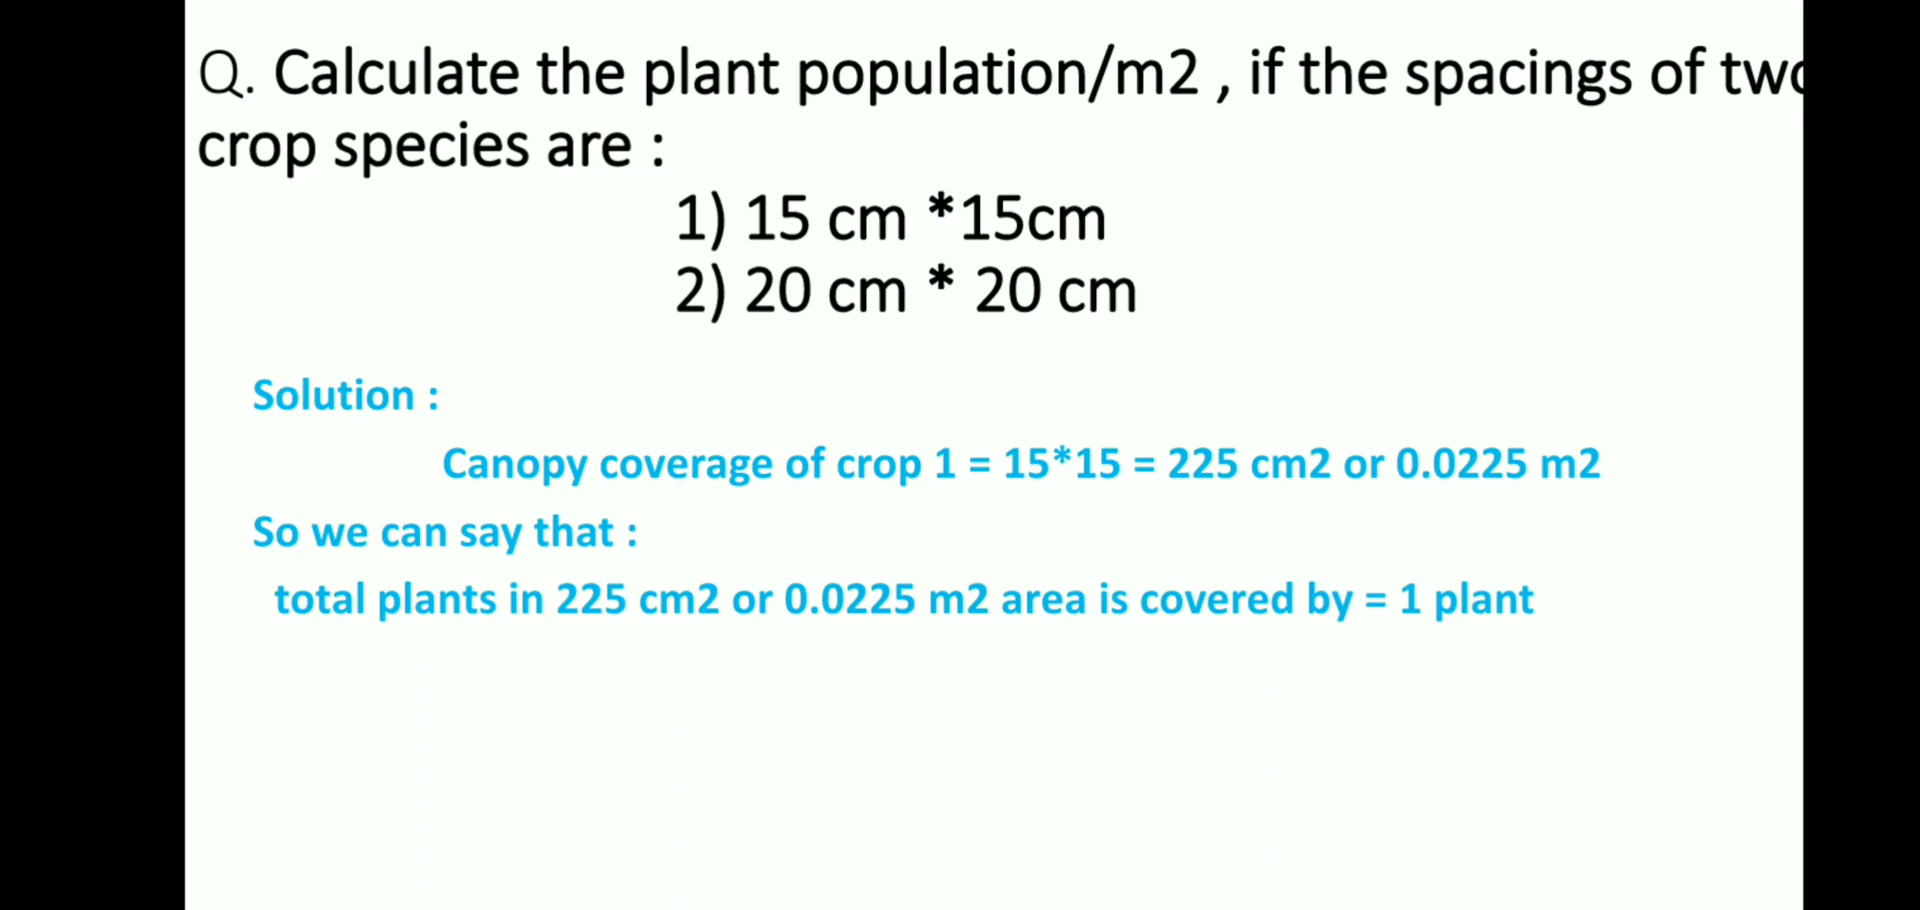 Q. Calculate the plant population/m2 , if the spacings of two
crop species are :
1) 15 cm *15cm
2) 20 cm * 20 cm
Solution :
Canopy coverage of crop 1 = 15*15 = 225 cm2 or 0.0225 m2
So we can say that :
total plants in 225 cm2 or 0.0225 m2 area is covered by = 1 plant